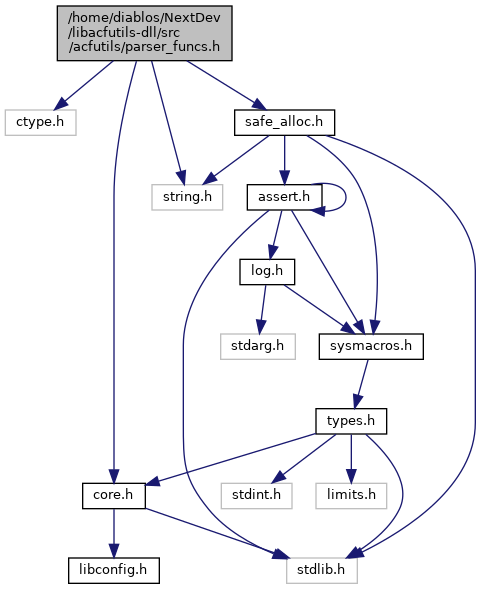 /home/diablos/NextDev
/libacfutils-dll/src
/acfutils/parser_funcs.h
ctype.h
safe_alloc.h
string.h
assert.h
log.h
stdarg.h
sysmacros.h
types.h
core.h
stdint.h
limits.h
libconfig.h
stdlib.h